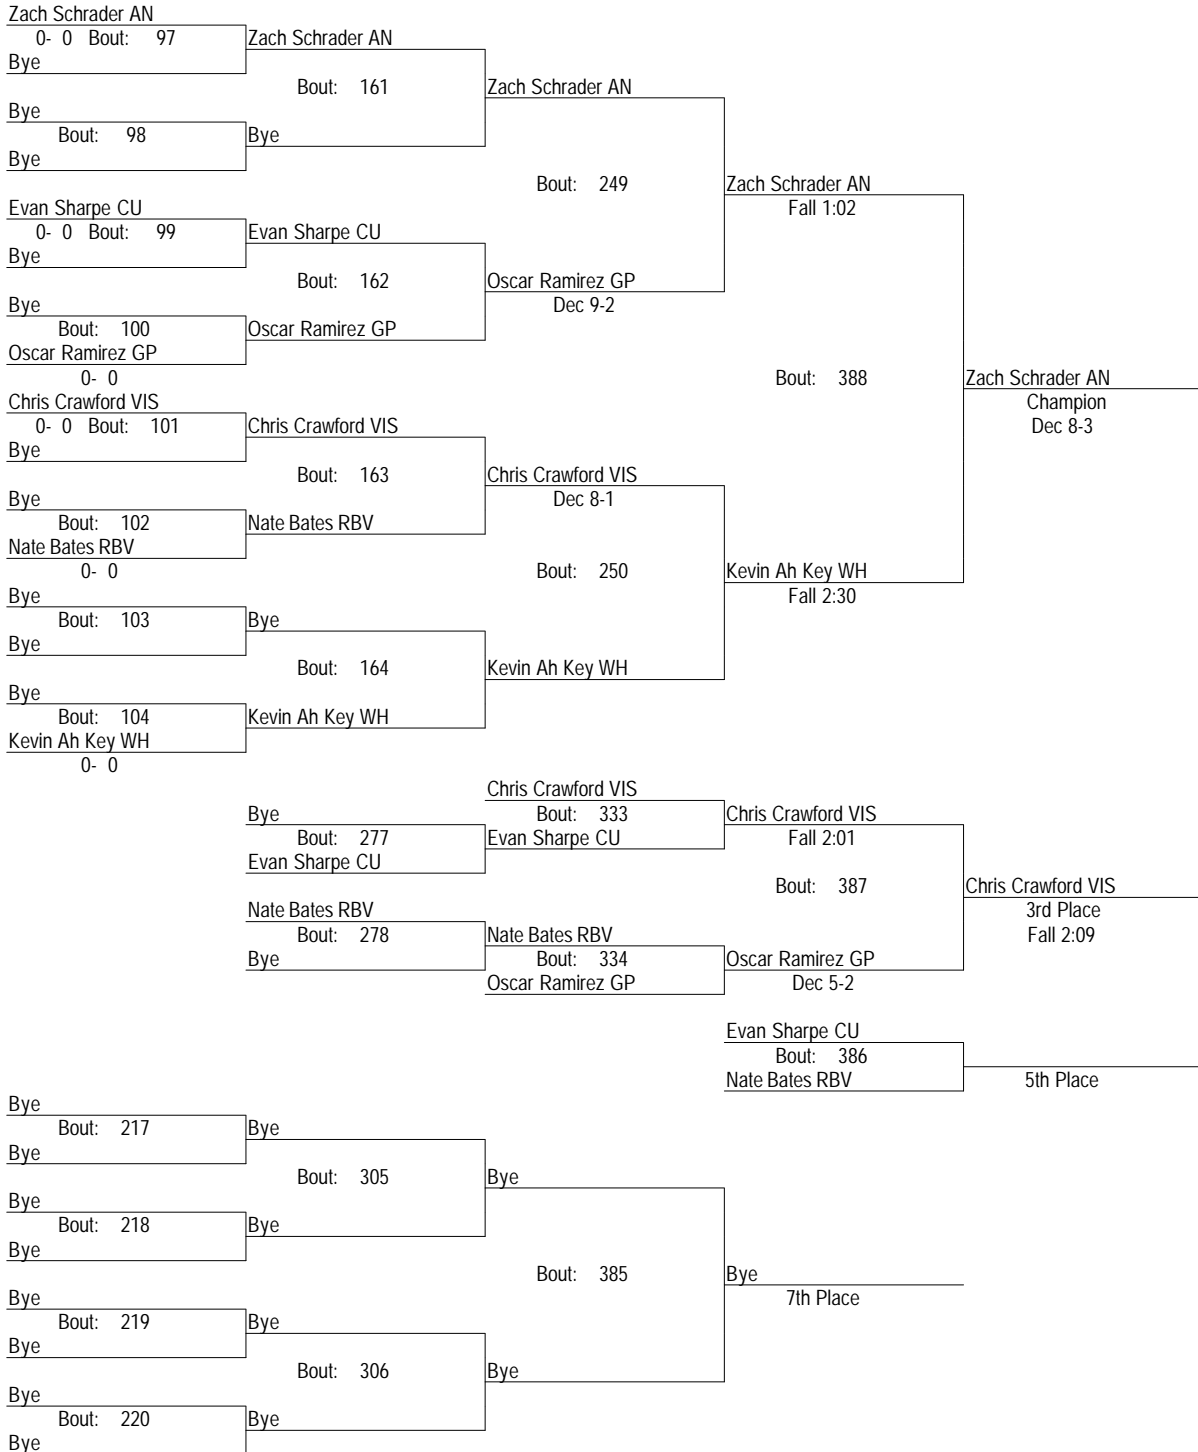 Zach Schrader AN
0- 0 Bout: 97 Zach Schrader AN
Bye
Bout: 161 Zach Schrader AN
Bye
Bout: 98 Bye
Bye
Bout: 249 Zach Schrader AN
Evan Sharpe CU Fall 1:02
0- 0 Bout: 99 Evan Sharpe CU
Bye
Bout: 162 Oscar Ramirez GP
Bye Dec 9-2
Bout: 100 Oscar Ramirez GP
Oscar Ramirez GP
0- 0 Bout: 388 Zach Schrader AN
Chris Crawford VIS Champion
0- 0 Bout: 101 Chris Crawford VIS Dec 8-3
Bye
Bout: 163 Chris Crawford VIS
Bye Dec 8-1
Bout: 102 Nate Bates RBV
Nate Bates RBV
0- 0 Bout: 250 Kevin Ah Key WH
Bye Fall 2:30
Bout: 103 Bye
Bye
Bout: 164 Kevin Ah Key WH
Bye
Bout: 104 Kevin Ah Key WH
Kevin Ah Key WH
0- 0
Chris Crawford VIS
Bye Bout: 333 Chris Crawford VIS
Bout: 277 Evan Sharpe CU Fall 2:01
Evan Sharpe CU
Bout: 387 Chris Crawford VIS
Nate Bates RBV 3rd Place
Bout: 278 Nate Bates RBV Fall 2:09
Bye Bout: 334 Oscar Ramirez GP
Oscar Ramirez GP Dec 5-2
Evan Sharpe CU
Bout: 386
Nate Bates RBV 5th Place
Bye
Bout: 217 Bye
Bye
Bout: 305 Bye
Bye
Bout: 218 Bye
Bye
Bout: 385 Bye
Bye 7th Place
Bout: 219 Bye
Bye
Bout: 306 Bye
Bye
Bout: 220 Bye
Bye